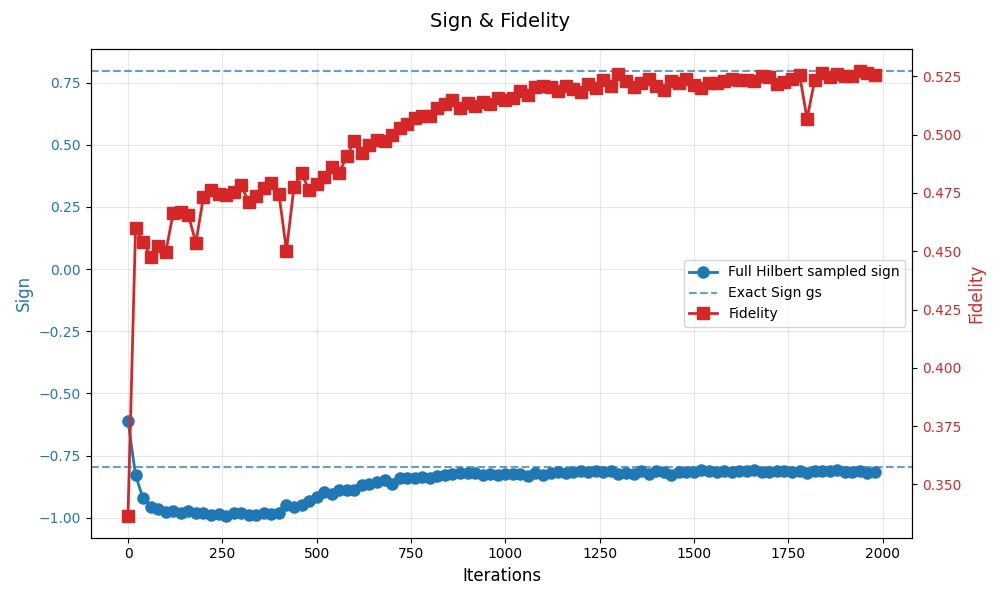 Sign & Fidelity
0.75
0.50
0.25
0.00
−0.25
−0.50
−0.75
−1.00
Sign
0.525
0.500
0.475
0.450
0.425
0.400
0.375
0.350
Fidelity
Full Hilbert sampled sign
Exact Sign gs
Fidelity
0 250 500 750 1000 1250 1500 1750 2000
Iterations